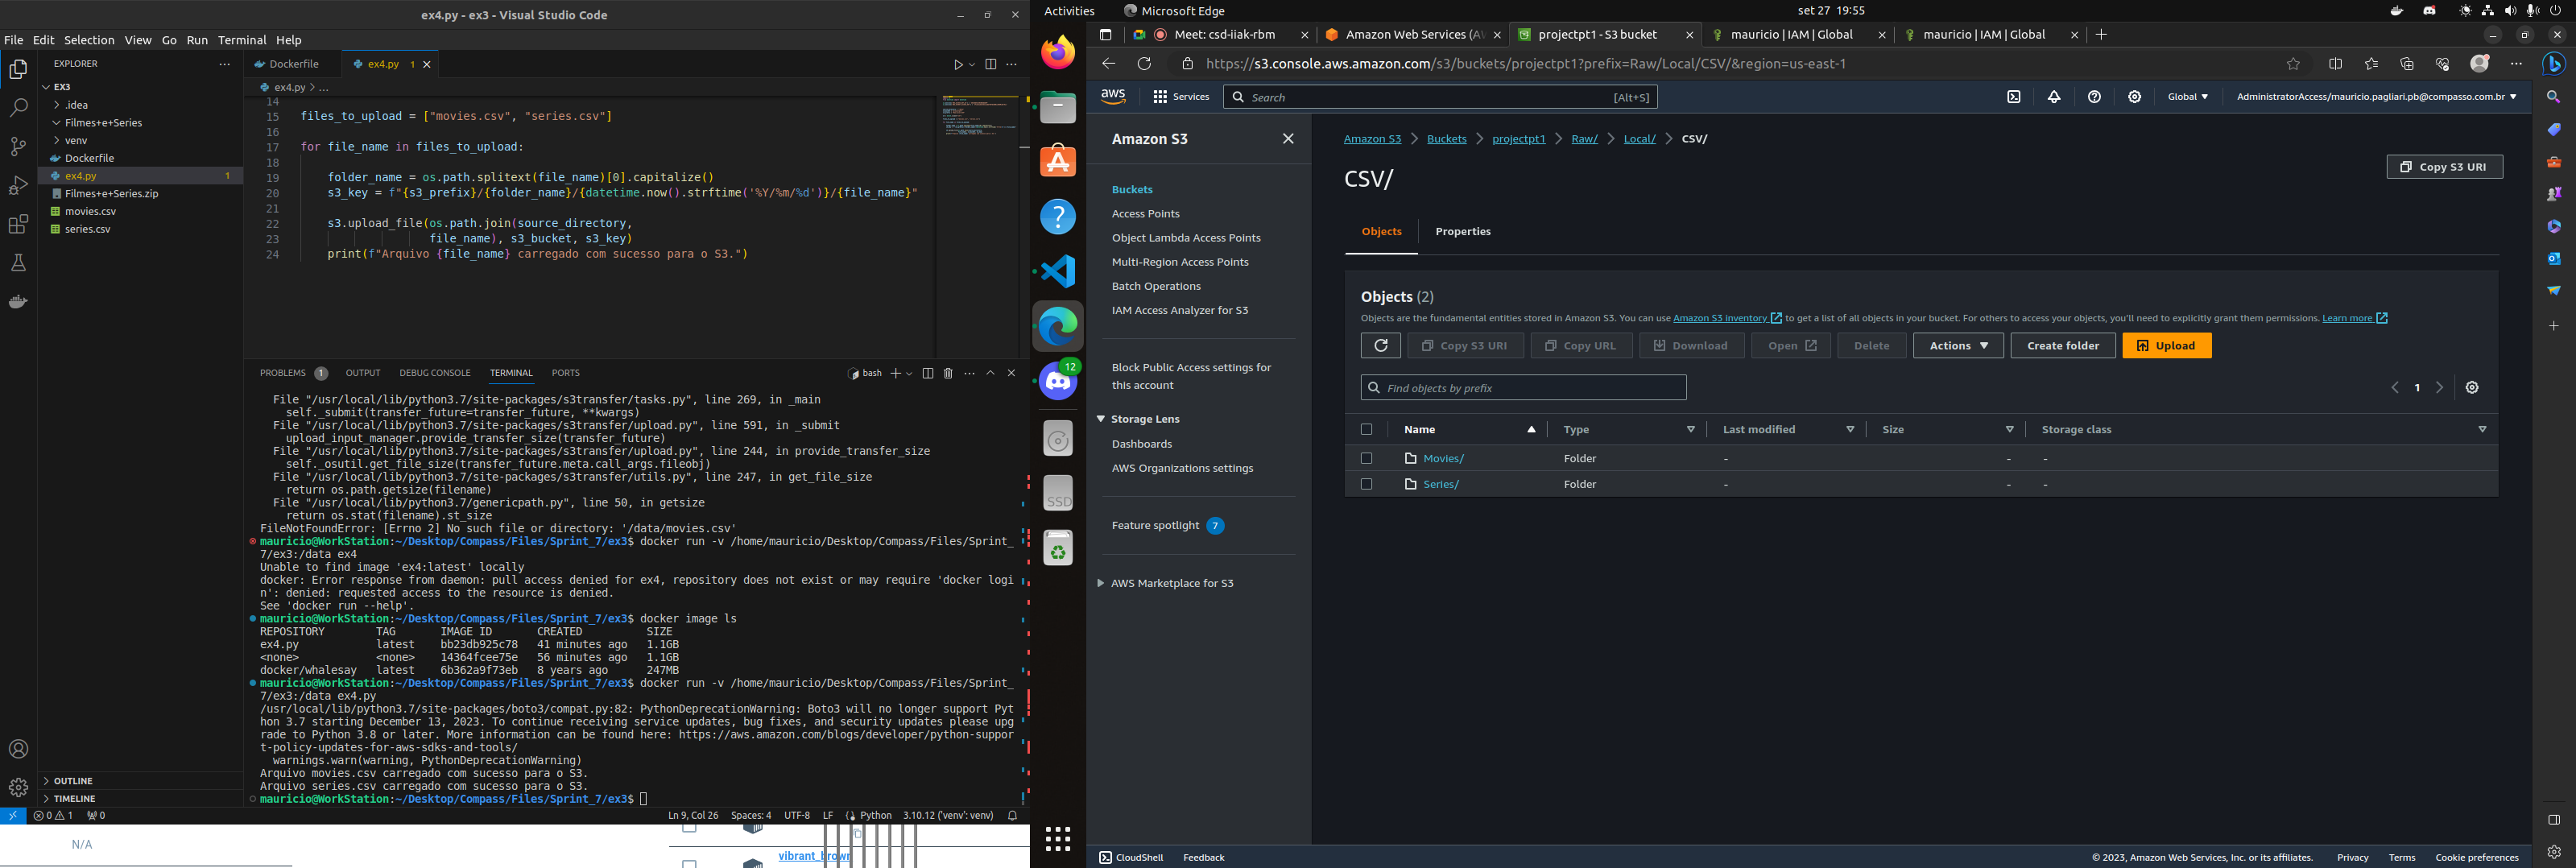 ex4.py - ex3 - Visual Studio Code
File Edit Selection View Go Run Terminal Help
EXPLORER
EX3
.idea
Filmes+e+Series
venv
Dockerfile
ex4.py 1
Filmes+e+Series.zip
movies.csv
series.csv
OUTLINE
TIMELINE
Dockerfile
ex4.py 1
ex4.py > ...
14
15 files_to_upload = ["movies.csv", "series.csv"]
16
17 for file_name in files_to_upload:
18
19 folder_name = os.path.splitext(file_name)[0].capitalize()
20 s3_key = f"{s3_prefix}/{folder_name}/{datetime.now().strftime('%Y/%m/%d')}/{file_name}"
21
22 s3.upload_file(os.path.join(source_directory,
23 file_name), s3_bucket, s3_key)
24 print(f"Arquivo {file_name} carregado com sucesso para o S3.")
PROBLEMS 1 OUTPUT DEBUG CONSOLE TERMINAL PORTS
bash
File "/usr/local/lib/python3.7/site-packages/s3transfer/tasks.py", line 269, in _main
self._submit(transfer_future=transfer_future, **kwargs)
File "/usr/local/lib/python3.7/site-packages/s3transfer/upload.py", line 591, in _submit
upload_input_manager.provide_transfer_size(transfer_future)
File "/usr/local/lib/python3.7/site-packages/s3transfer/upload.py", line 244, in provide_transfer_size
self._osutil.get_file_size(transfer_future.meta.call_args.fileobj)
File "/usr/local/lib/python3.7/site-packages/s3transfer/utils.py", line 247, in get_file_size
return os.path.getsize(filename)
File "/usr/local/lib/python3.7/genericpath.py", line 50, in getsize
return os.stat(filename).st_size
FileNotFoundError: [Errno 2] No such file or directory: '/data/movies.csv'
mauricio@WorkStation:~/Desktop/Compass/Files/Sprint_7/ex3$ docker run -v /home/mauricio/Desktop/Compass/Files/Sprint_
7/ex3:/data ex4
Unable to find image 'ex4:latest' locally
docker: Error response from daemon: pull access denied for ex4, repository does not exist or may require 'docker logi
n': denied: requested access to the resource is denied.
See 'docker run --help'.
mauricio@WorkStation:~/Desktop/Compass/Files/Sprint_7/ex3$ docker image ls
REPOSITORY TAG IMAGE ID CREATED SIZE
ex4.py latest bb23db925c78 41 minutes ago 1.1GB
<none> <none> 14364fcee75e 56 minutes ago 1.1GB
docker/whalesay latest 6b362a9f73eb 8 years ago 247MB
mauricio@WorkStation:~/Desktop/Compass/Files/Sprint_7/ex3$ docker run -v /home/mauricio/Desktop/Compass/Files/Sprint_
7/ex3:/data ex4.py
/usr/local/lib/python3.7/site-packages/boto3/compat.py:82: PythonDeprecationWarning: Boto3 will no longer support Pyt
hon 3.7 starting December 13, 2023. To continue receiving service updates, bug fixes, and security updates please upg
rade to Python 3.8 or later. More information can be found here: https://aws.amazon.com/blogs/developer/python-suppor
t-policy-updates-for-aws-sdks-and-tools/
warnings.warn(warning, PythonDeprecationWarning)
Arquivo movies.csv carregado com sucesso para o S3.
Arquivo series.csv carregado com sucesso para o S3.
mauricio@WorkStation:~/Desktop/Compass/Files/Sprint_7/ex3$
0 1 0 Ln 9, Col 26 Spaces: 4 UTF-8 LF Python 3.10.12 ('venv': venv)
N/A
vibrant_brown
Activities Microsoft Edge set 27 19:55
12
SSD
Meet: csd-iiak-rbm
Amazon Web Services (A
projectpt1 - S3 bucket
mauricio | IAM | Global
mauricio | IAM | Global
https://s3.console.aws.amazon.com/s3/buckets/projectpt1?prefix=Raw/Local/CSV/&region=us-east-1
aws Services Search [Alt+S] Global AdministratorAccess/mauricio.pagliari.pb@compasso.com.br
Amazon S3
Buckets
Access Points
Object Lambda Access Points
Multi-Region Access Points
Batch Operations
IAM Access Analyzer for S3
Block Public Access settings for
this account
Storage Lens
Dashboards
AWS Organizations settings
Feature spotlight 7
AWS Marketplace for S3
Amazon S3 > Buckets > projectpt1 > Raw/ > Local/ > CSV/
CSV/
Copy S3 URI
Objects Properties
Objects (2)
Objects are the fundamental entities stored in Amazon S3. You can use Amazon S3 inventory to get a list of all objects in your bucket. For others to access your objects, you'll need to explicitly grant them permissions. Learn more
Copy S3 URI Copy URL Download Open Delete Actions Create folder Upload
Find objects by prefix
1
Name Type Last modified Size Storage class
Movies/ Folder - - -
Series/ Folder - - -
CloudShell Feedback © 2023, Amazon Web Services, Inc. or its affiliates. Privacy Terms Cookie preferences